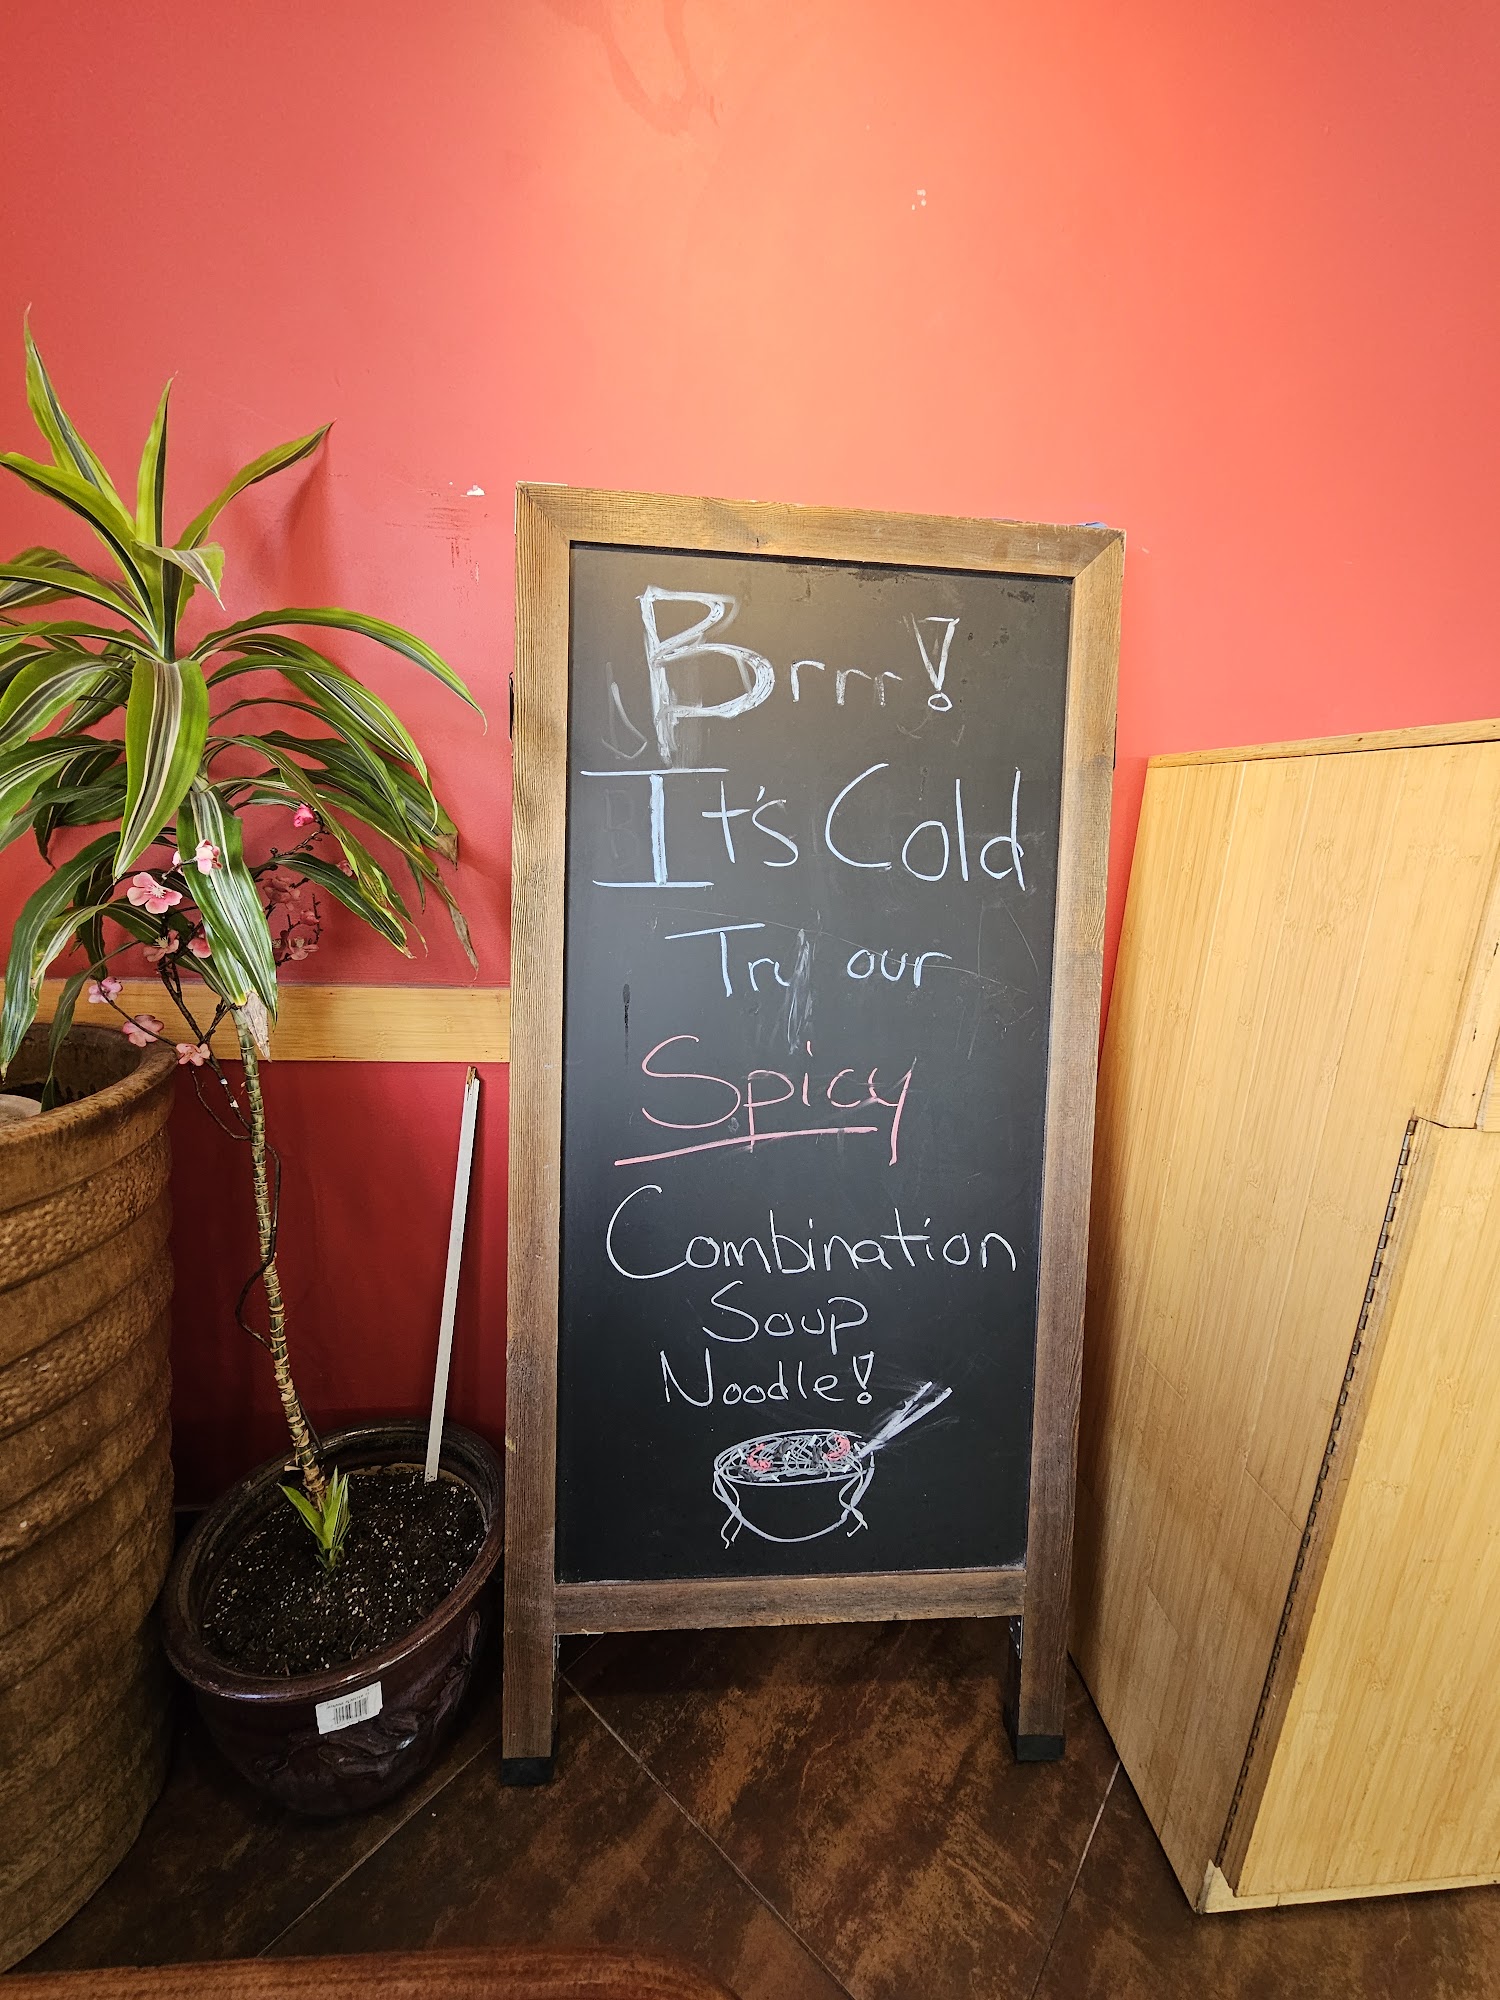 Brrr!
It's Cold
Try our
Spicy
Combination
Soup
Noodle!